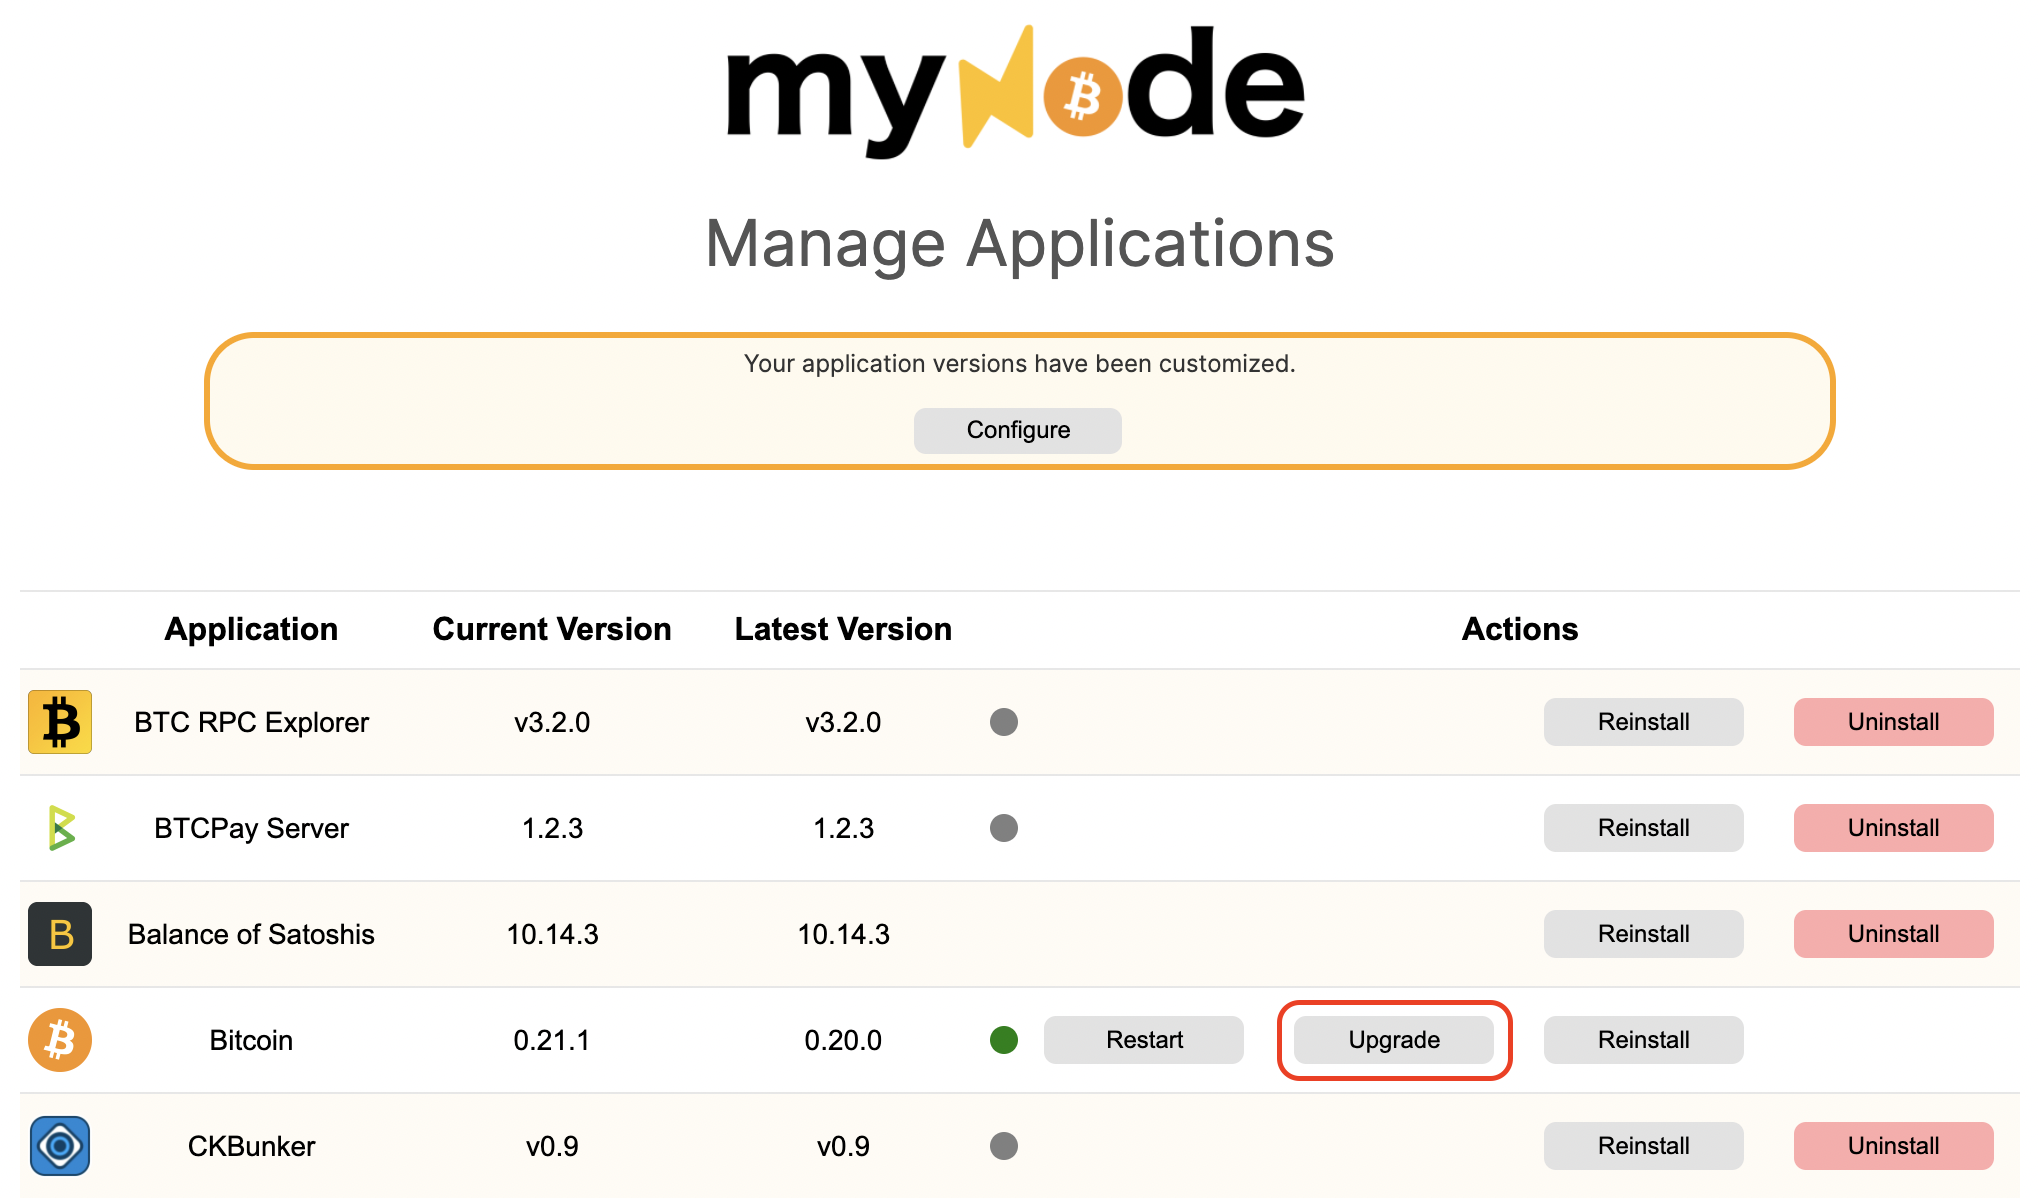 myNode
Manage Applications
Your application versions have been customized.
Configure
Application Current Version Latest Version Actions
BTC RPC Explorer v3.2.0 v3.2.0 Reinstall Uninstall
BTCPay Server 1.2.3 1.2.3 Reinstall Uninstall
B Balance of Satoshis 10.14.3 10.14.3 Reinstall Uninstall
Bitcoin 0.21.1 0.20.0 Restart Upgrade Reinstall
CKBunker v0.9 v0.9 Reinstall Uninstall